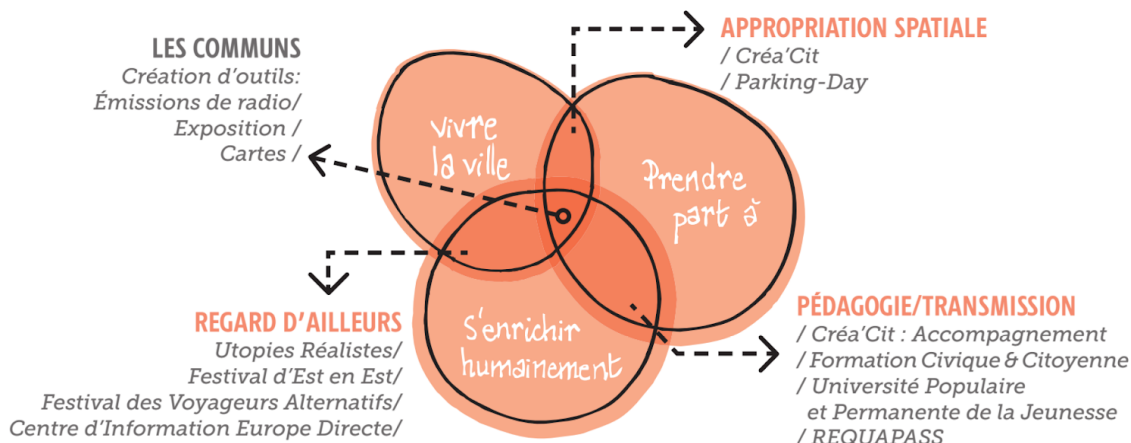 LES COMMUNS
Création d'outils:
Émissions de radio/
Exposition /
Cartes /
APPROPRIATION SPATIALE
/ Créa'Cit
/ Parking-Day
vivre
la ville
Prendre
part à
S'enrichir
humainement
REGARD D'AILLEURS
Utopies Réalistes/
Festival d'Est en Est/
Festival des Voyageurs Alternatifs/
Centre d'Information Europe Directe/
PÉDAGOGIE/TRANSMISSION
/ Créa'Cit : Accompagnement
/ Formation Civique & Citoyenne
/ Université Populaire
et Permanente de la Jeunesse
/ REQUAPASS